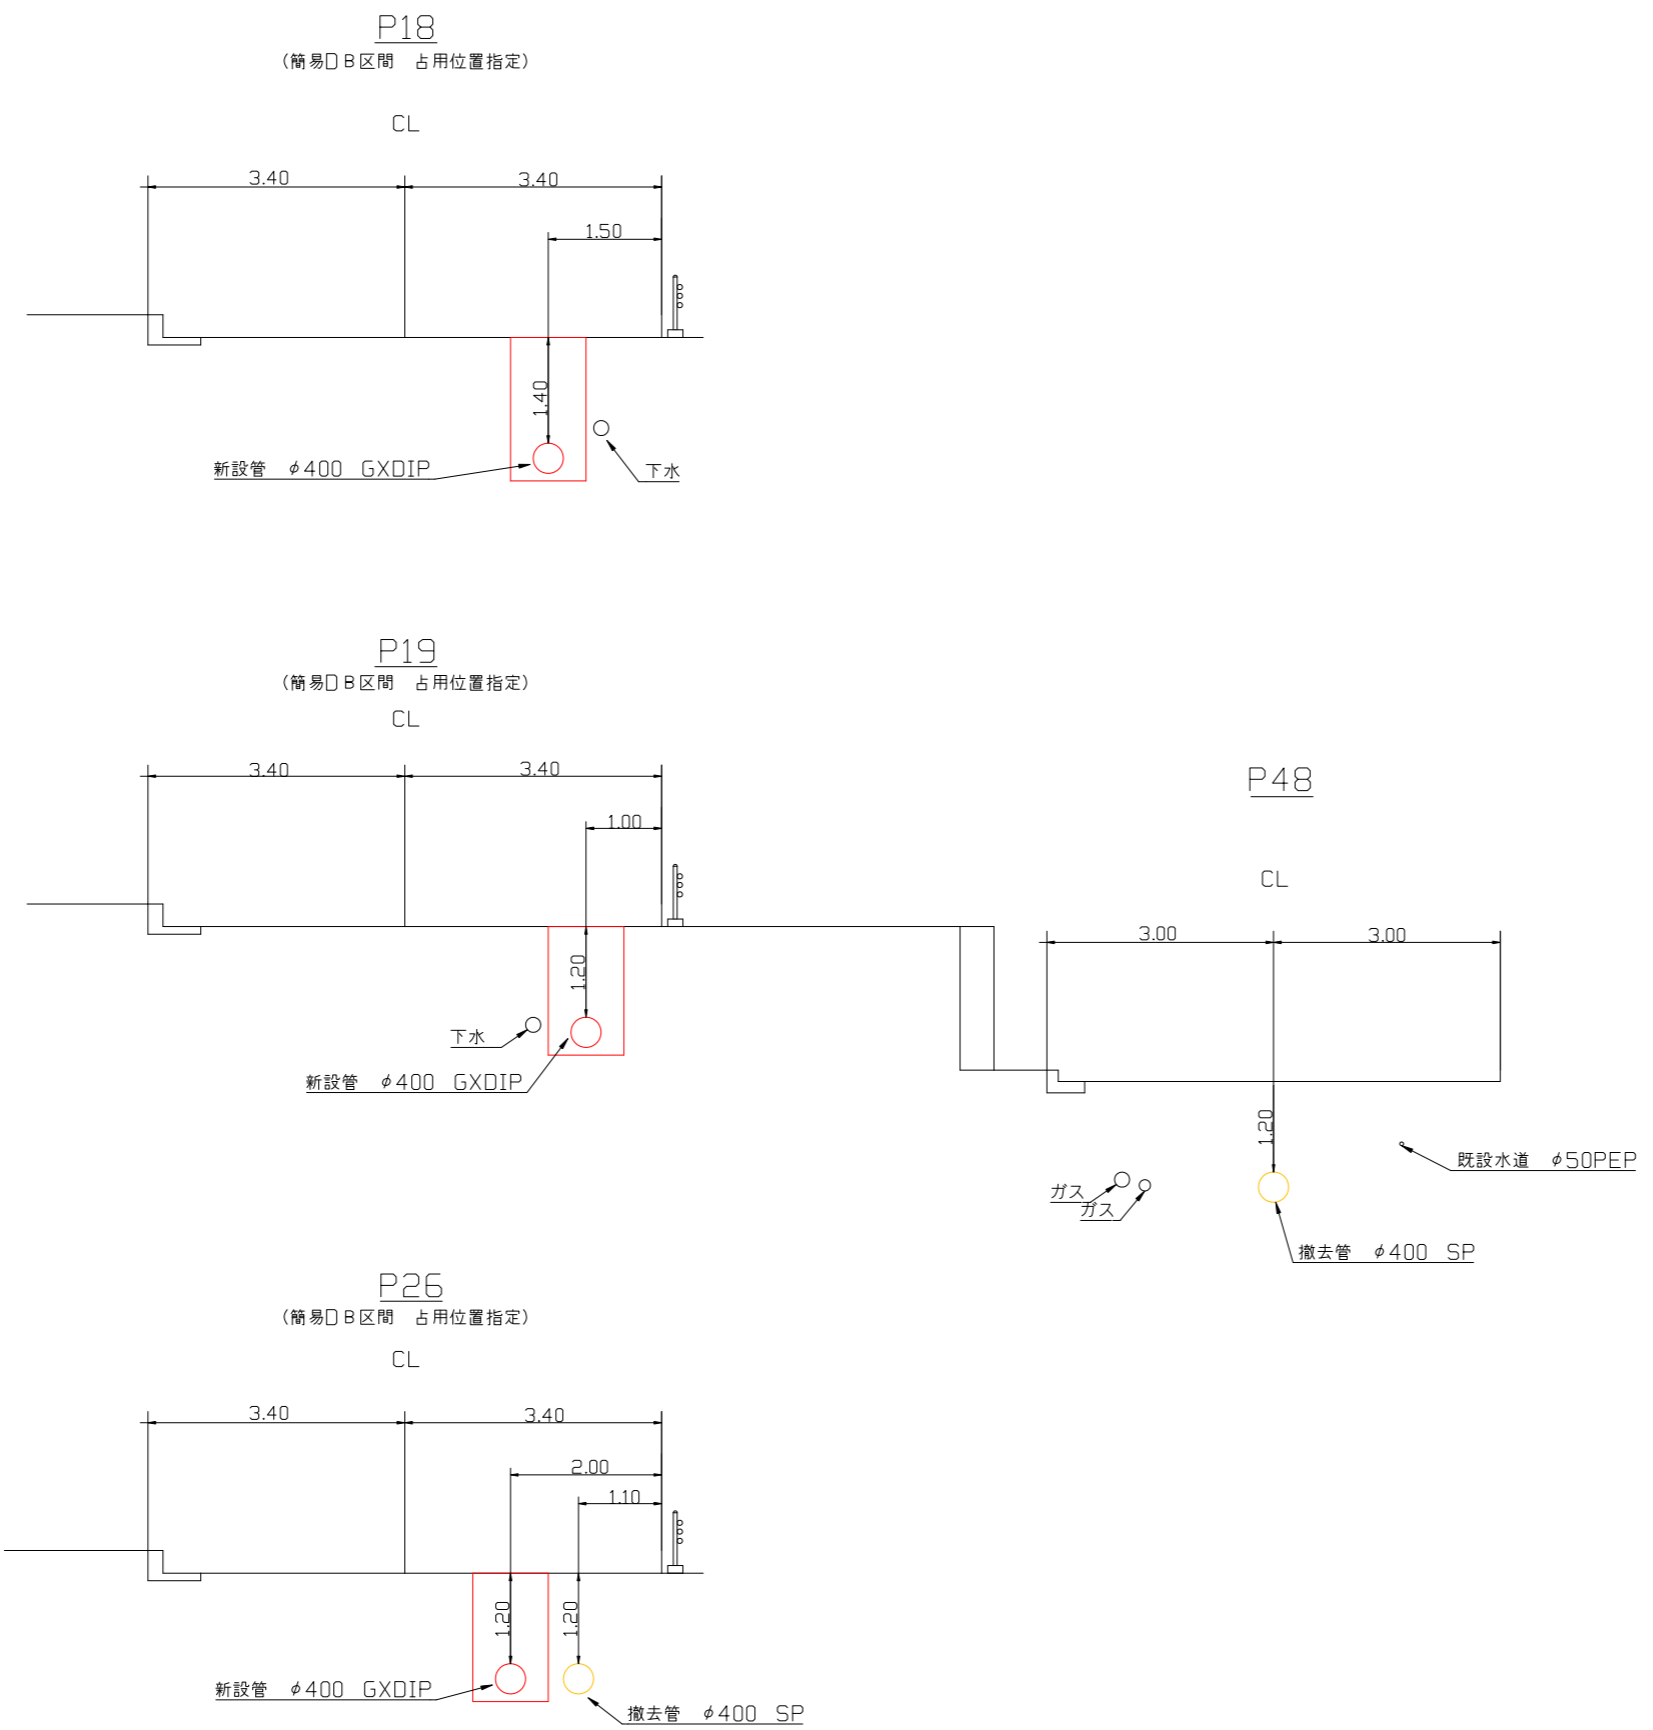 P18
(簡易DB区間 占用位置指定)
CL
3.40
3.40
1.50
1.40
新設管 φ400 GXDIP
下水
P19
(簡易DB区間 占用位置指定)
CL
3.40
3.40
1.00
1.20
下水
新設管 φ400 GXDIP
P48
CL
3.00
3.00
1.20
既設水道 φ50PEP
ガス
ガス
撤去管 φ400 SP
P26
(簡易DB区間 占用位置指定)
CL
3.40
3.40
2.00
1.10
1.20
1.20
新設管 φ400 GXDIP
撤去管 φ400 SP